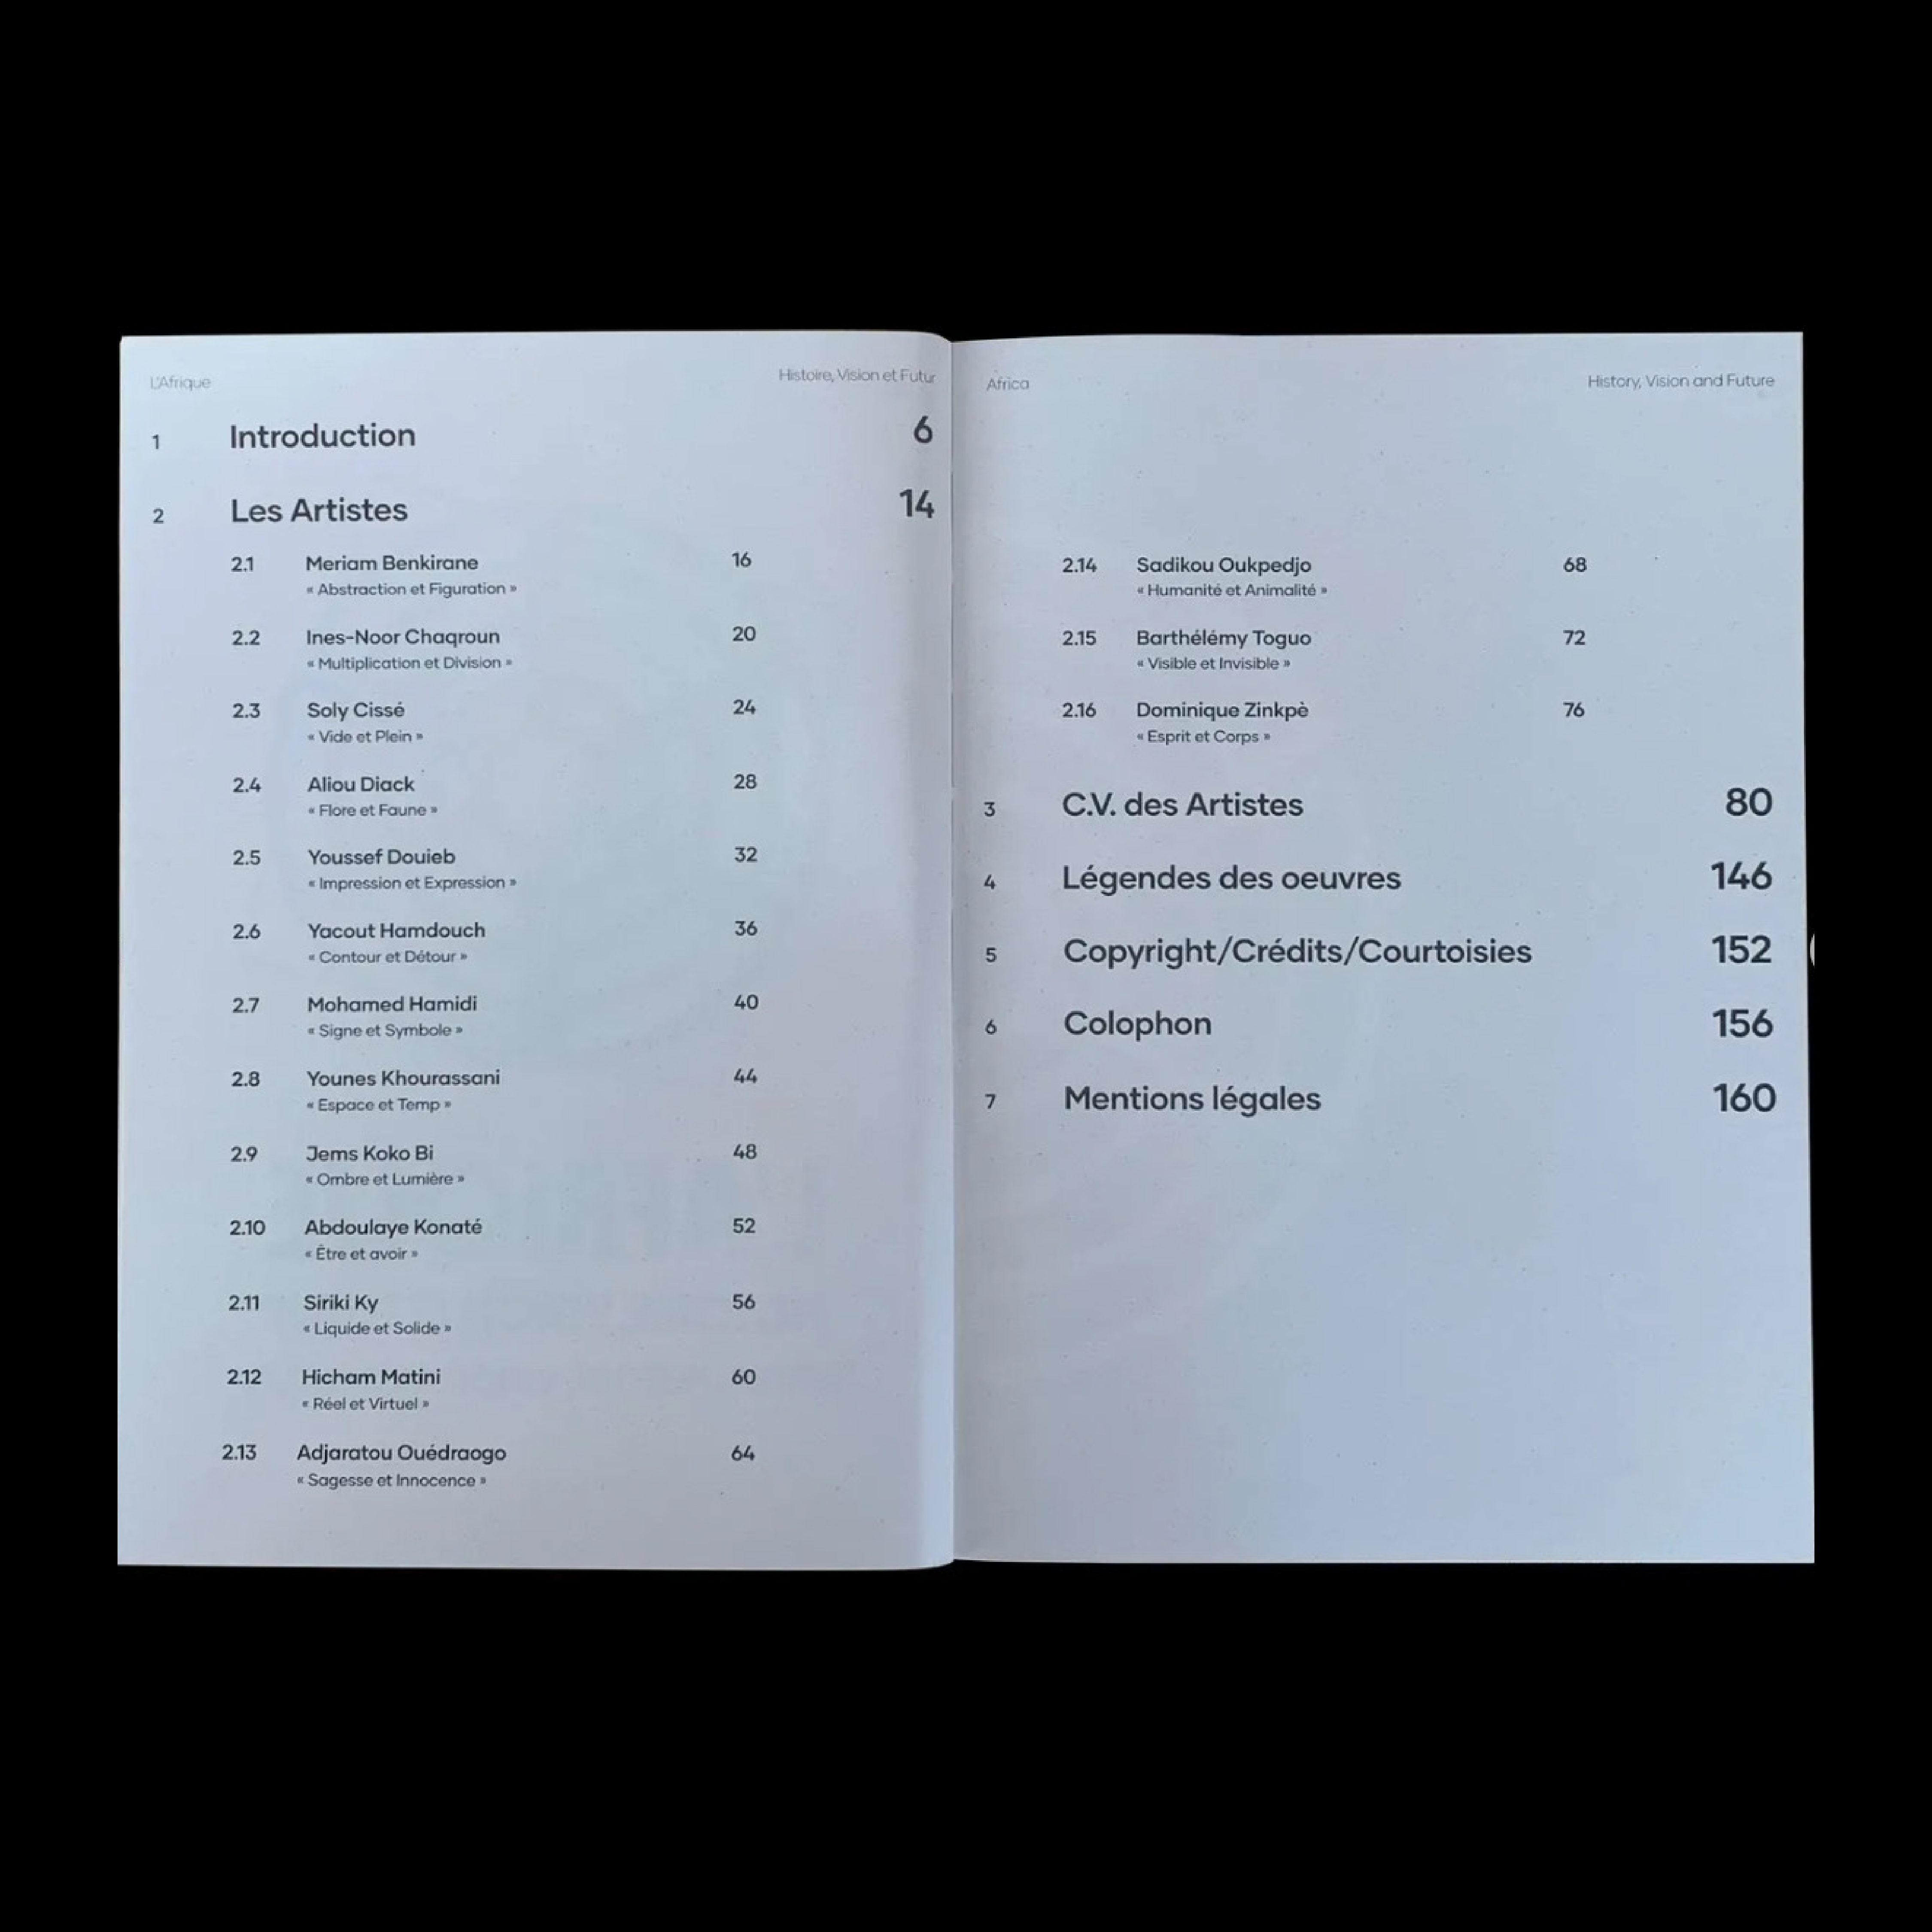 L'Afrique Histoire, Vision et Futur
1 Introduction 6
2 Les Artistes 14
2.1 Meriam Benkirane 16
« Abstraction et Figuration »
2.2 Ines-Noor Chaqroun 20
« Multiplication et Division »
2.3 Soly Cissé 24
« Vide et Plein »
2.4 Aliou Diack 28
« Flore et Faune »
2.5 Youssef Douieb 32
« Impression et Expression »
2.6 Yacout Hamdouch 36
« Contour et Détour »
2.7 Mohamed Hamidi 40
« Signe et Symbole »
2.8 Younes Khourassani 44
« Espace et Temp »
2.9 Jems Koko Bi 48
« Ombre et Lumière »
2.10 Abdoulaye Konaté 52
« Être et avoir »
2.11 Siriki Ky 56
« Liquide et Solide »
2.12 Hicham Matini 60
« Réel et Virtuel »
2.13 Adjaratou Ouédraogo 64
« Sagesse et Innocence »
Africa History, Vision and Future
2.14 Sadikou Oukpedjo 68
« Humanité et Animalité »
2.15 Barthélémy Toguo 72
« Visible et Invisible »
2.16 Dominique Zinkpè 76
« Esprit et Corps »
3 C.V. des Artistes 80
4 Légendes des oeuvres 146
5 Copyright/Crédits/Courtoisies 152
6 Colophon 156
7 Mentions légales 160